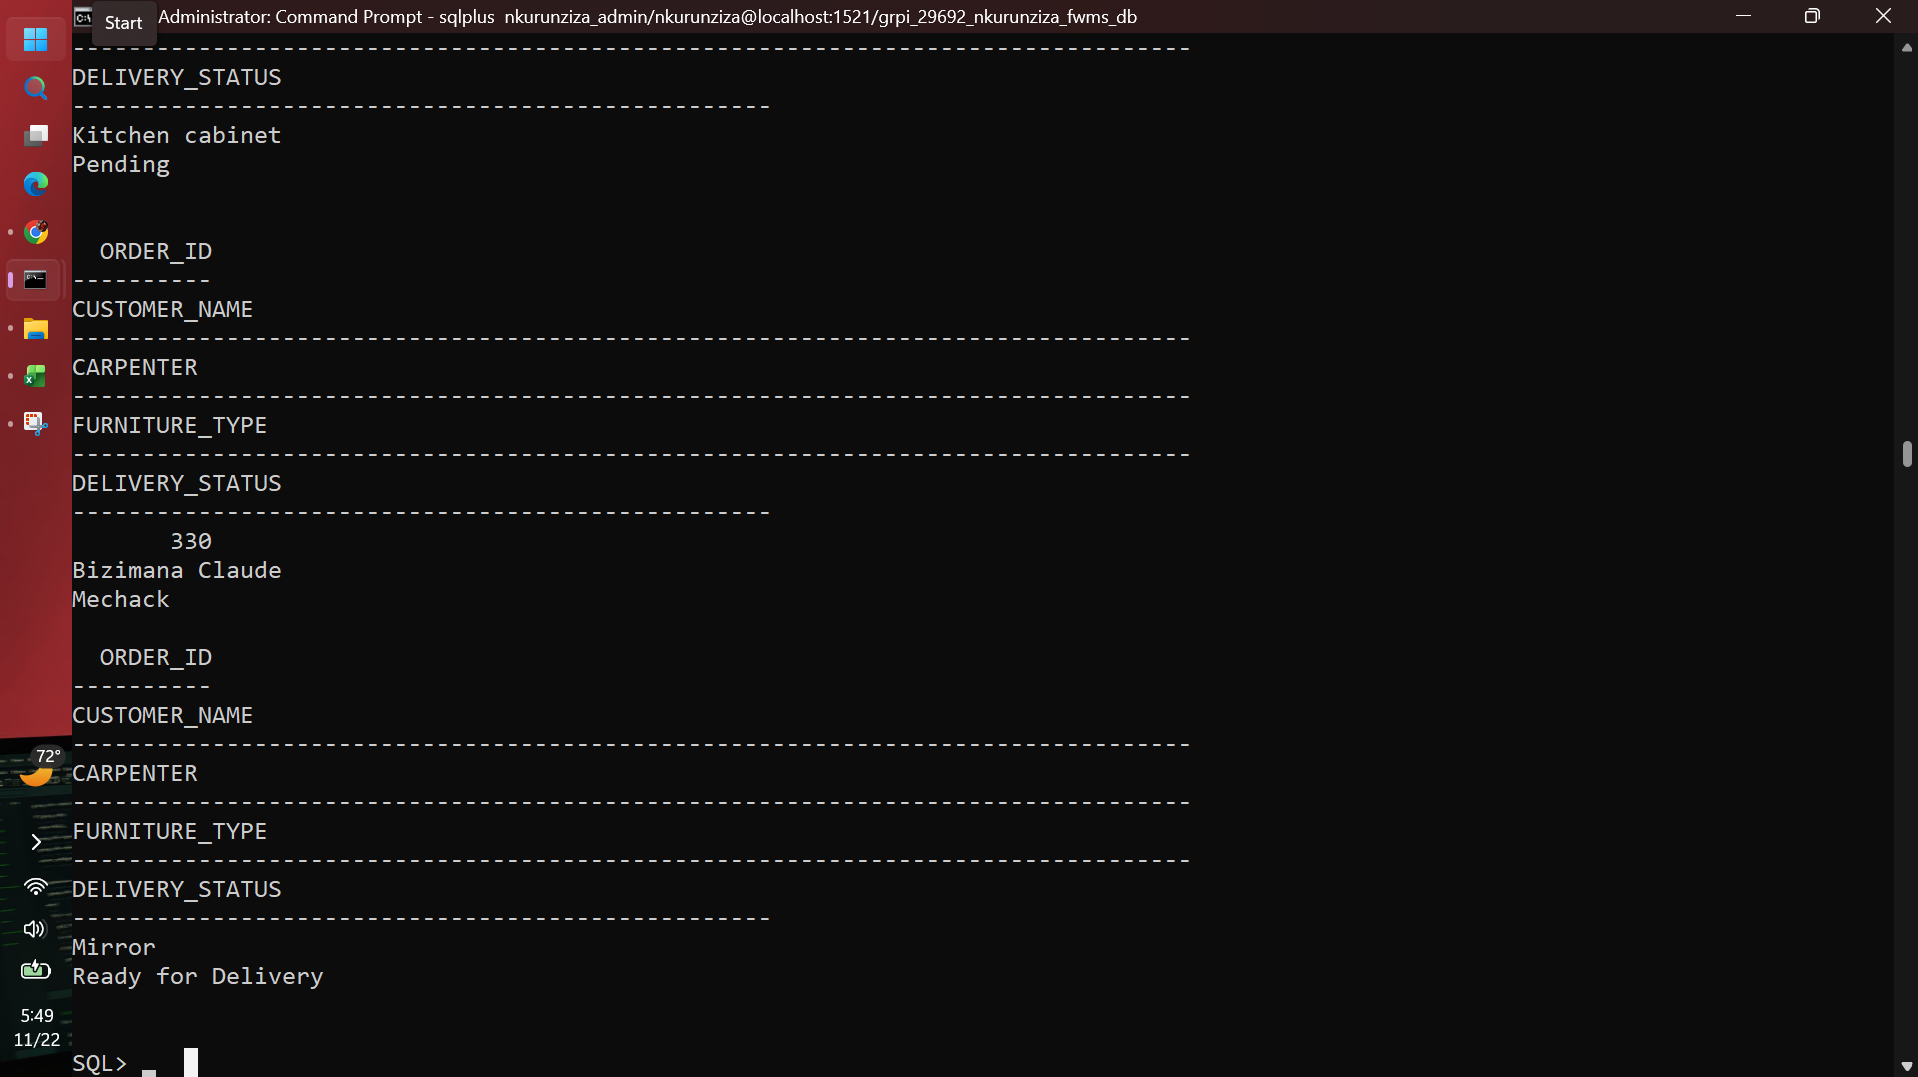 Start
Administrator: Command Prompt - sqlplus  nkurunziza_admin/nkurunziza@localhost:1521/grpi_29692_nkurunziza_fwms_db
--------------------------------------------------------------------------------
DELIVERY_STATUS
--------------------------------------------------
Kitchen cabinet
Pending
  ORDER_ID
----------
CUSTOMER_NAME
--------------------------------------------------------------------------------
CARPENTER
--------------------------------------------------------------------------------
FURNITURE_TYPE
--------------------------------------------------------------------------------
DELIVERY_STATUS
--------------------------------------------------
       330
Bizimana Claude
Mechack
  ORDER_ID
----------
CUSTOMER_NAME
--------------------------------------------------------------------------------
CARPENTER
--------------------------------------------------------------------------------
FURNITURE_TYPE
--------------------------------------------------------------------------------
DELIVERY_STATUS
--------------------------------------------------
Mirror
Ready for Delivery
SQL>
72°
5:49
11/22